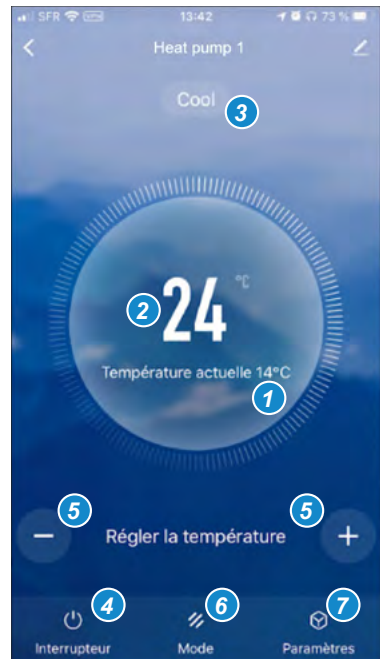 SFR VPN 13:42 73 %
Heat pump 1
Cool
3
2 24 °C
Température actuelle 14°C
1
5 5
− Régler la température +
4 6 7
Interrupteur Mode Paramètres